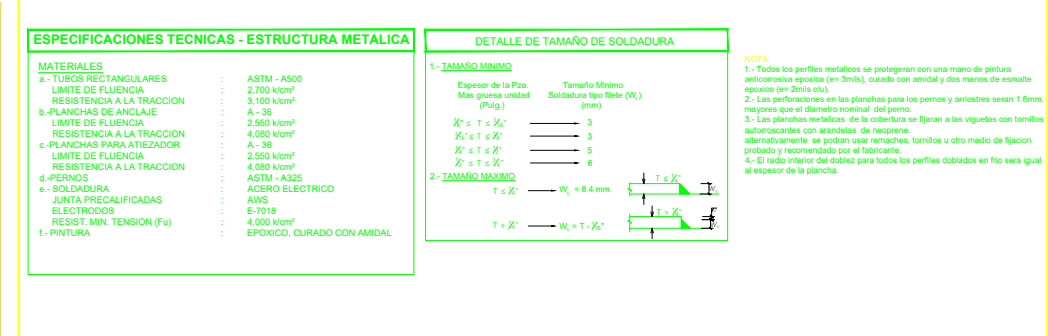 ESPECIFICACIONES TECNICAS - ESTRUCTURA METALICA
MATERIALES
a.- TUBOS RECTANGULARES : ASTM - A500
LIMITE DE FLUENCIA : 2,700 k/cm²
RESISTENCIA A LA TRACCION : 3,100 k/cm²
b.-PLANCHAS DE ANCLAJE : A - 36
LIMITE DE FLUENCIA : 2,550 k/cm²
RESISTENCIA A LA TRACCION : 4,080 k/cm²
c.-PLANCHAS PARA ATIEZADOR : A - 36
LIMITE DE FLUENCIA : 2,550 k/cm²
RESISTENCIA A LA TRACCION : 4,080 k/cm²
d.-PERNOS : ASTM - A325
e.- SOLDADURA : ACERO ELECTRICO
JUNTA PRECALIFICADAS : AWS
ELECTRODOS : E-7018
RESIST. MIN. TENSION (Fu) : 4,000 k/cm²
f.- PINTURA : EPOXICO, CURADO CON AMIDAL
DETALLE DE TAMAÑO DE SOLDADURA
1.- TAMAÑO MINIMO
Espesor de la Pza. Tamaño Minimo
Mas gruesa unidad Soldadura tipo filete (W )
(Pulg.) (mm)
≤ T ≤ 3
≤ T ≤ 3
≤ T ≤ 5
≤ T ≤ 6
2.- TAMAÑO MAXIMO
T ≤ W = 6.4 mm. T ≤
T > W = T - T >
NOTA
1.- Todos los perfiles metalicos se protegeran con una mano de pintura
anticorrosiva epoxica (e= 3mils), curado con amidal y dos manos de esmalte
epoxico (e= 2mils c/u).
2.- Las perforaciones en las planchas para los pernos y arriostres seran 1.6mm.
mayores que el diametro nominal del perno.
3.- Las planchas metalicas de la cobertura se fijaran a las viguetas con tornillos
autorroscantes con arandelas de neoprene.
alternativamente, se podran usar remaches, tornillos u otro medio de fijacion
probado y recomendado por el fabricante.
4.- El radio interior del doblez para todos los perfiles doblados en frio sera igual
al espesor de la plancha.